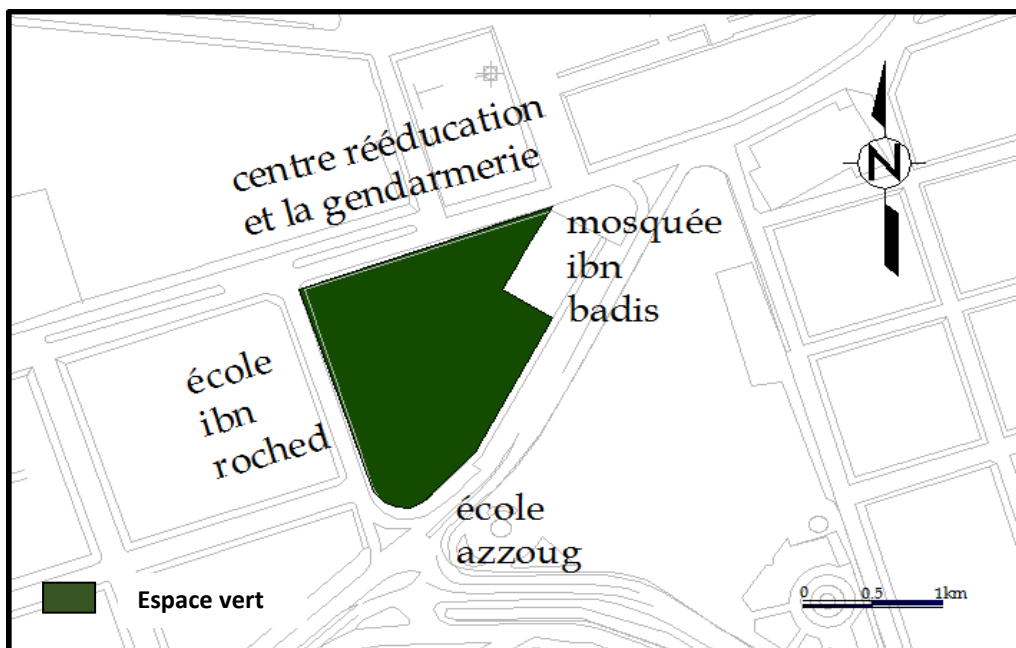 centre rééducation
et la gendarmerie
N
mosquée
ibn
badis
école
ibn
roched
école
azzoug
Espace vert
0 0.5 1km